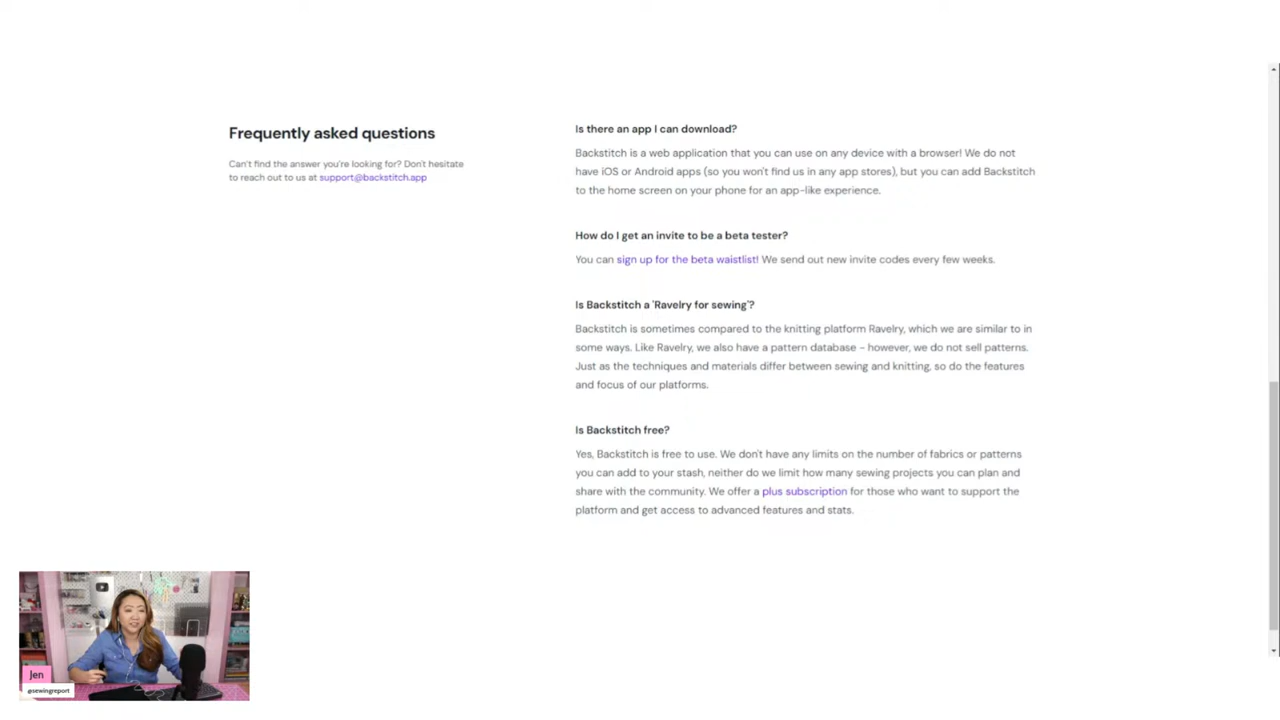 Frequently asked questions
Can't find the answer you're looking for? Don't hesitate
to reach out to us at support@backstitch.app
Is there an app I can download?
Backstitch is a web application that you can use on any device with a browser! We do not
have iOS or Android apps (so you won't find us in any app stores), but you can add Backstitch
to the home screen on your phone for an app-like experience.
How do I get an invite to be a beta tester?
You can sign up for the beta waistlist! We send out new invite codes every few weeks.
Is Backstitch a 'Ravelry for sewing'?
Backstitch is sometimes compared to the knitting platform Ravelry, which we are similar to in
some ways. Like Ravelry, we also have a pattern database - however, we do not sell patterns.
Just as the techniques and materials differ between sewing and knitting, so do the features
and focus of our platforms.
Is Backstitch free?
Yes, Backstitch is free to use. We don't have any limits on the number of fabrics or patterns
you can add to your stash, neither do we limit how many sewing projects you can plan and
share with the community. We offer a plus subscription for those who want to support the
platform and get access to advanced features and stats.
Jen
@sewingreport